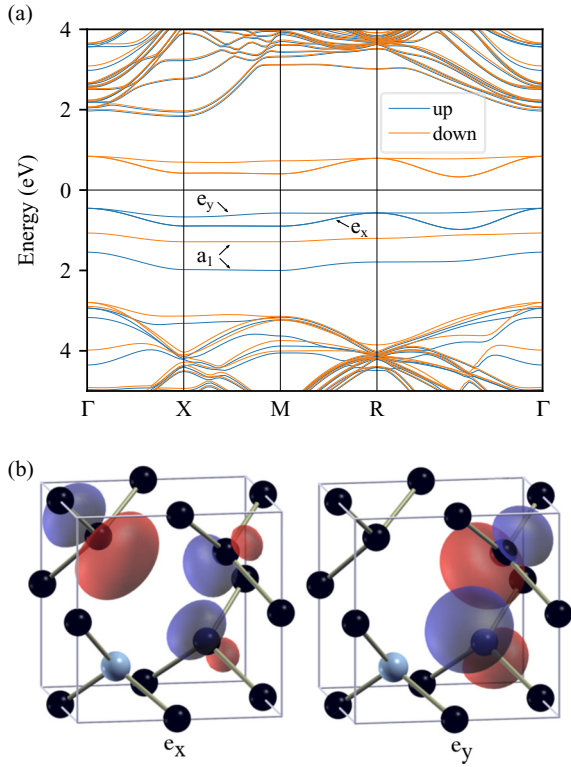 (a)
4
2
0
2
4
Energy (eV)
up
down
e_y
e_x
a_1
Γ X M R Γ
(b)
e_x e_y